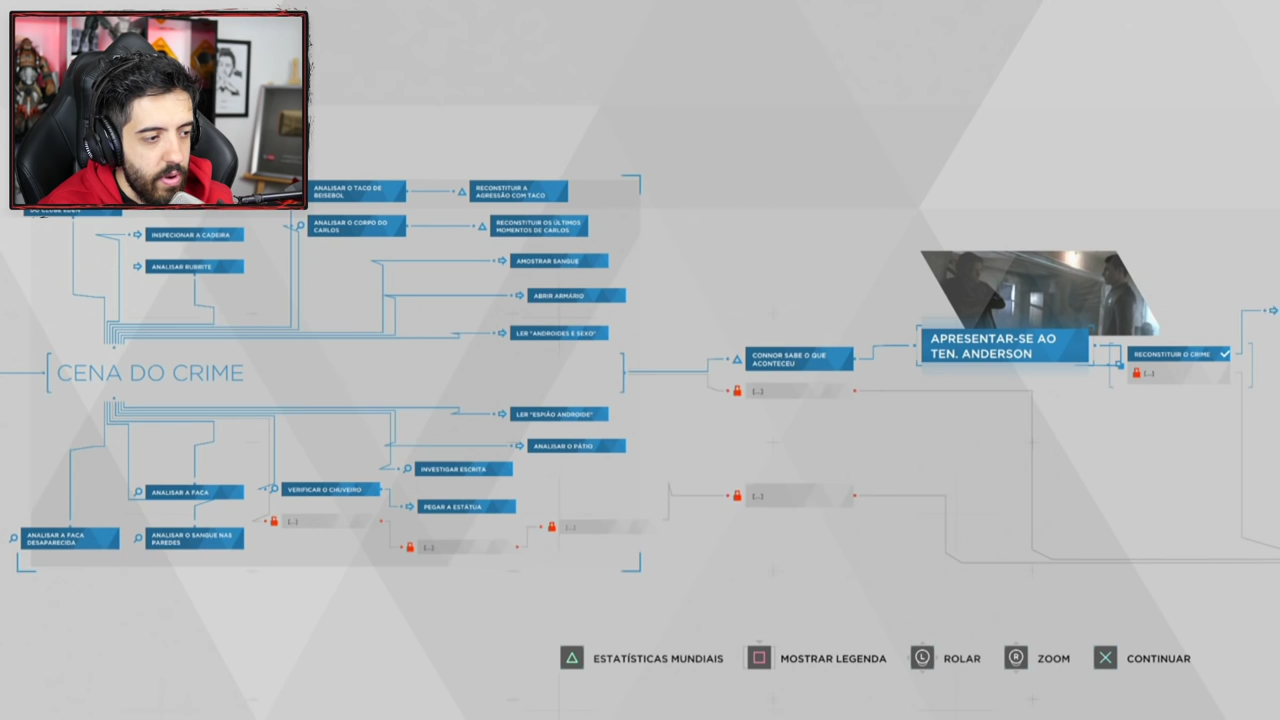 ANALISAR O TACO DE
BEISEBOL
RECONSTITUIR A
AGRESSÃO COM TACO
DO CLUBE EDEN
ANALISAR O CORPO DO
CARLOS
RECONSTITUIR OS ÚLTIMOS
MOMENTOS DE CARLOS
INSPECIONAR A CADEIRA
ANALISAR RUBRITE
AMOSTRAR SANGUE
ABRIR ARMÁRIO
LER "ANDROIDES E SEXO"
CENA DO CRIME
CONNOR SABE O QUE
ACONTECEU
[...]
APRESENTAR-SE AO
TEN. ANDERSON
RECONSTITUIR O CRIME
[...]
LER "ESPIÃO ANDROIDE"
ANALISAR O PÁTIO
INVESTIGAR ESCRITA
ANALISAR A FACA
VERIFICAR O CHUVEIRO
PEGAR A ESTÁTUA
[...]
[...]
[...]
[...]
ANALISAR A FACA
DESAPARECIDA
ANALISAR O SANGUE NAS
PAREDES
ESTATÍSTICAS MUNDIAIS
MOSTRAR LEGENDA
L
ROLAR
R
ZOOM
CONTINUAR